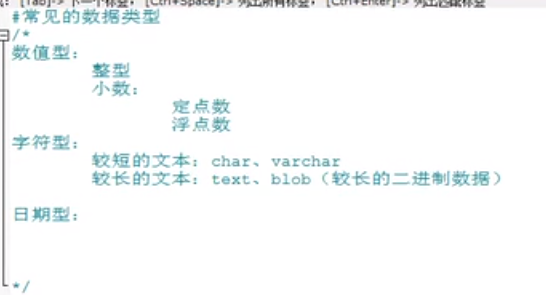 [Tab]-> 下一个标签, [Ctrl+Space]-> 列出所有标签, [Ctrl+Enter]-> 列出匹配标签
#常见的数据类型
/*
数值型：
整型
小数：
定点数
浮点数
字符型：
较短的文本：char、varchar
较长的文本：text、blob（较长的二进制数据）
日期型：
*/